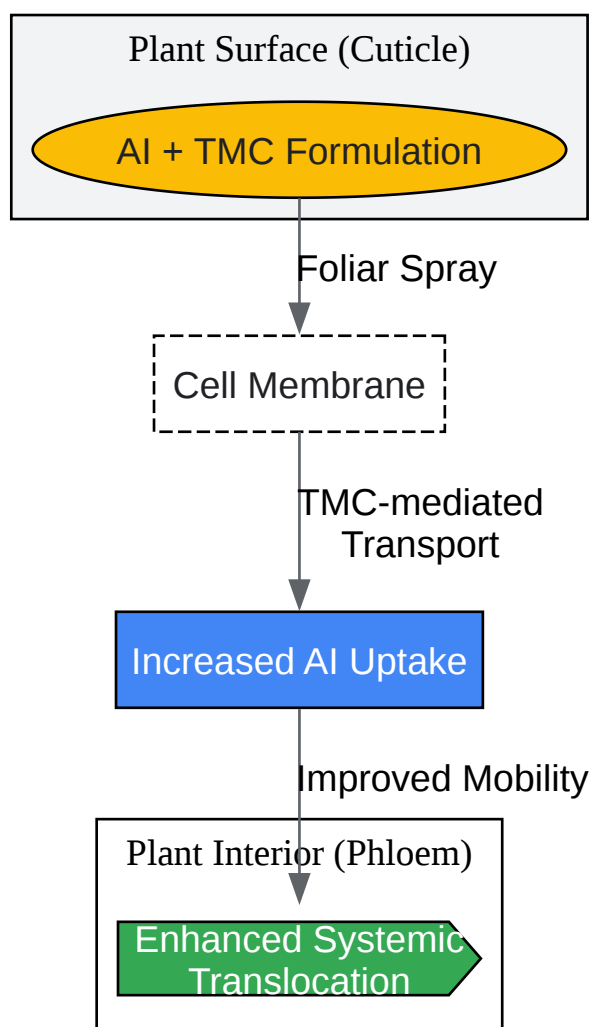 Plant Surface (Cuticle)
AI + TMC Formulation
Foliar Spray
Cell Membrane
TMC-mediated
Transport
Increased AI Uptake
Improved Mobility
Plant Interior (Phloem)
Enhanced Systemic
Translocation